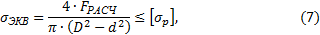 σ_ЭКВ = 4 · F_РАСЧ / π · (D² − d²) ≤ [σ_р],    (7)